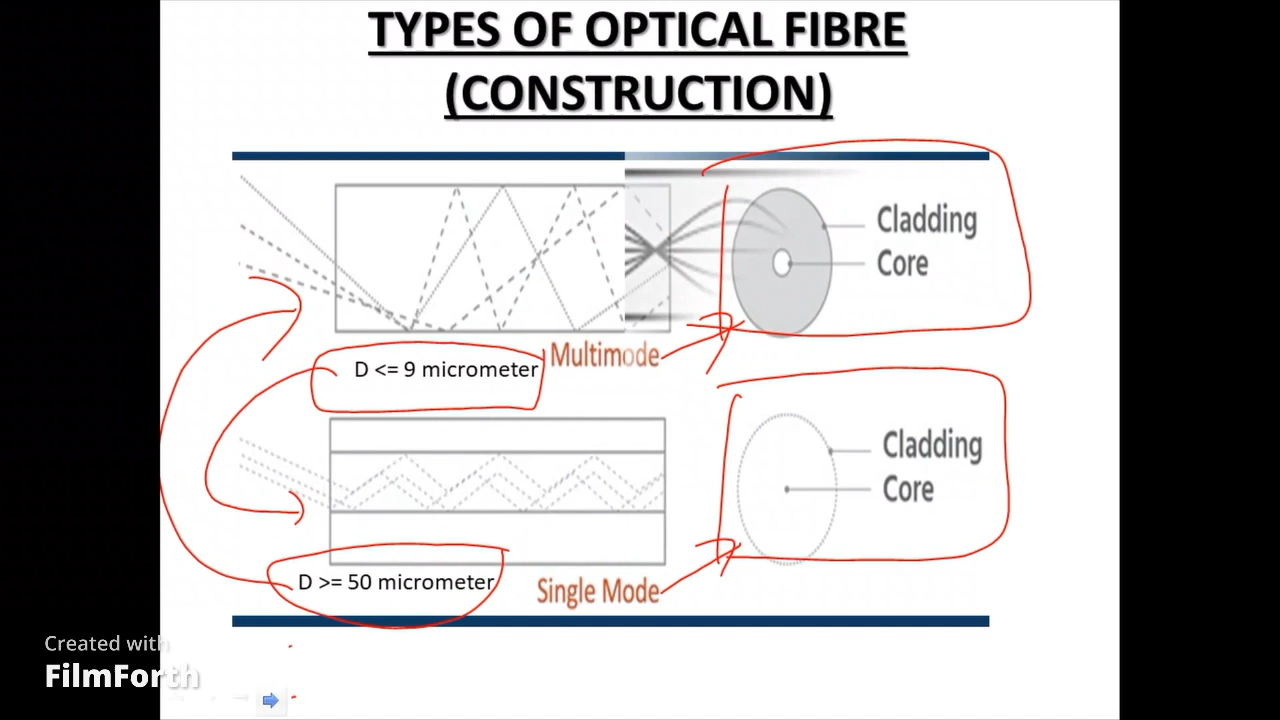 TYPES OF OPTICAL FIBRE
(CONSTRUCTION)
Cladding
Core
Multimode
D <= 9 micrometer
Cladding
Core
D >= 50 micrometer
Single Mode
Created with
FilmForth